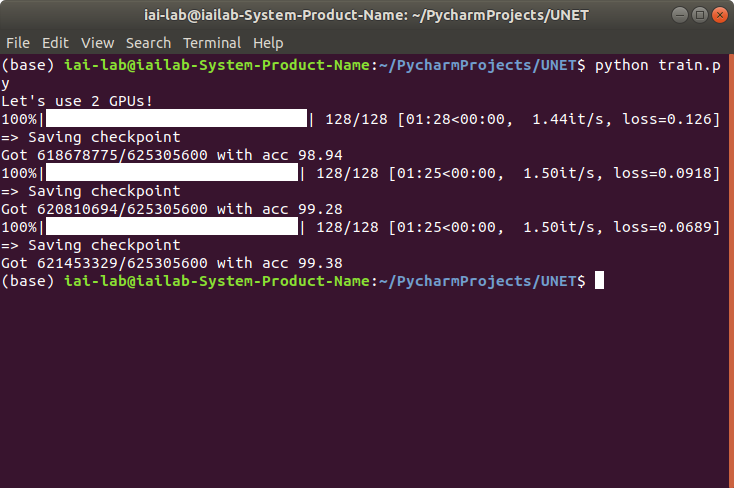 iai-lab@iailab-System-Product-Name: ~/PycharmProjects/UNET
File Edit View Search Terminal Help
(base) iai-lab@iailab-System-Product-Name:~/PycharmProjects/UNET$ python train.p
y
Let's use 2 GPUs!
100%|                             | 128/128 [01:28<00:00,  1.44it/s, loss=0.126]
=> Saving checkpoint
Got 618678775/625305600 with acc 98.94
100%|                            | 128/128 [01:25<00:00,  1.50it/s, loss=0.0918]
=> Saving checkpoint
Got 620810694/625305600 with acc 99.28
100%|                            | 128/128 [01:25<00:00,  1.50it/s, loss=0.0689]
=> Saving checkpoint
Got 621453329/625305600 with acc 99.38
(base) iai-lab@iailab-System-Product-Name:~/PycharmProjects/UNET$